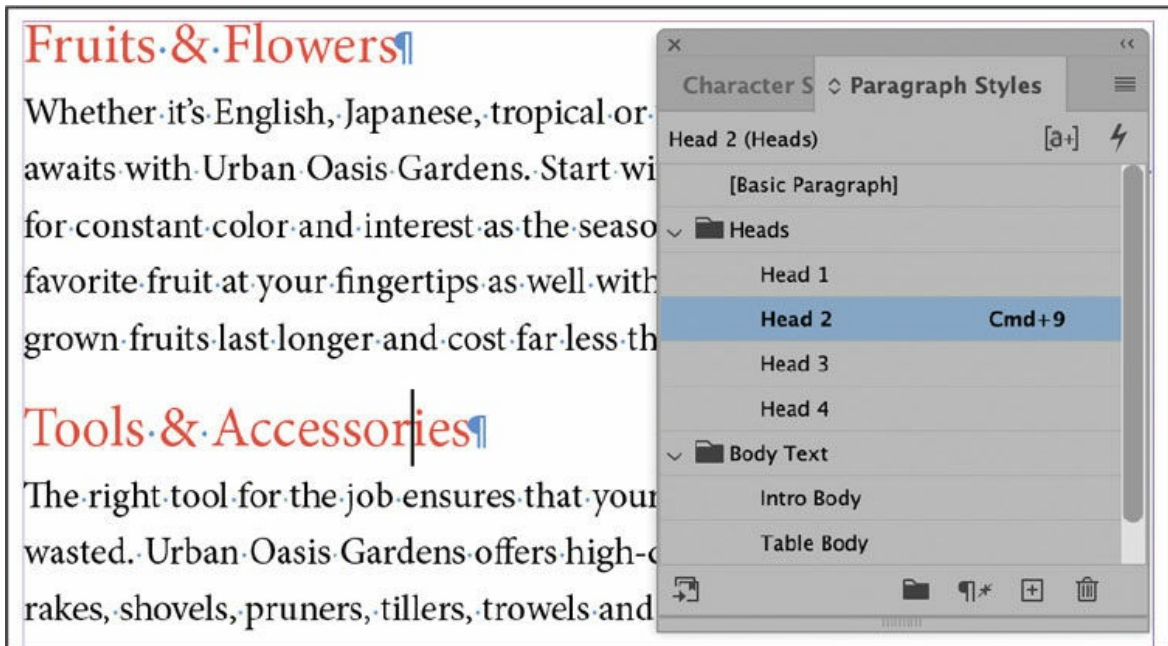 Fruits & Flowers¶
Whether it’s English, Japanese, tropical or
awaits with Urban Oasis Gardens. Start wi
for constant color and interest as the seaso
favorite fruit at your fingertips as well with
grown fruits last longer and cost far less th
Tools & Accessories¶
The right tool for the job ensures that your
wasted. Urban Oasis Gardens offers high-
rakes, shovels, pruners, tillers, trowels and
Character S Paragraph Styles
Head 2 (Heads) [a+]
[Basic Paragraph]
Heads
Head 1
Head 2 Cmd+9
Head 3
Head 4
Body Text
Intro Body
Table Body